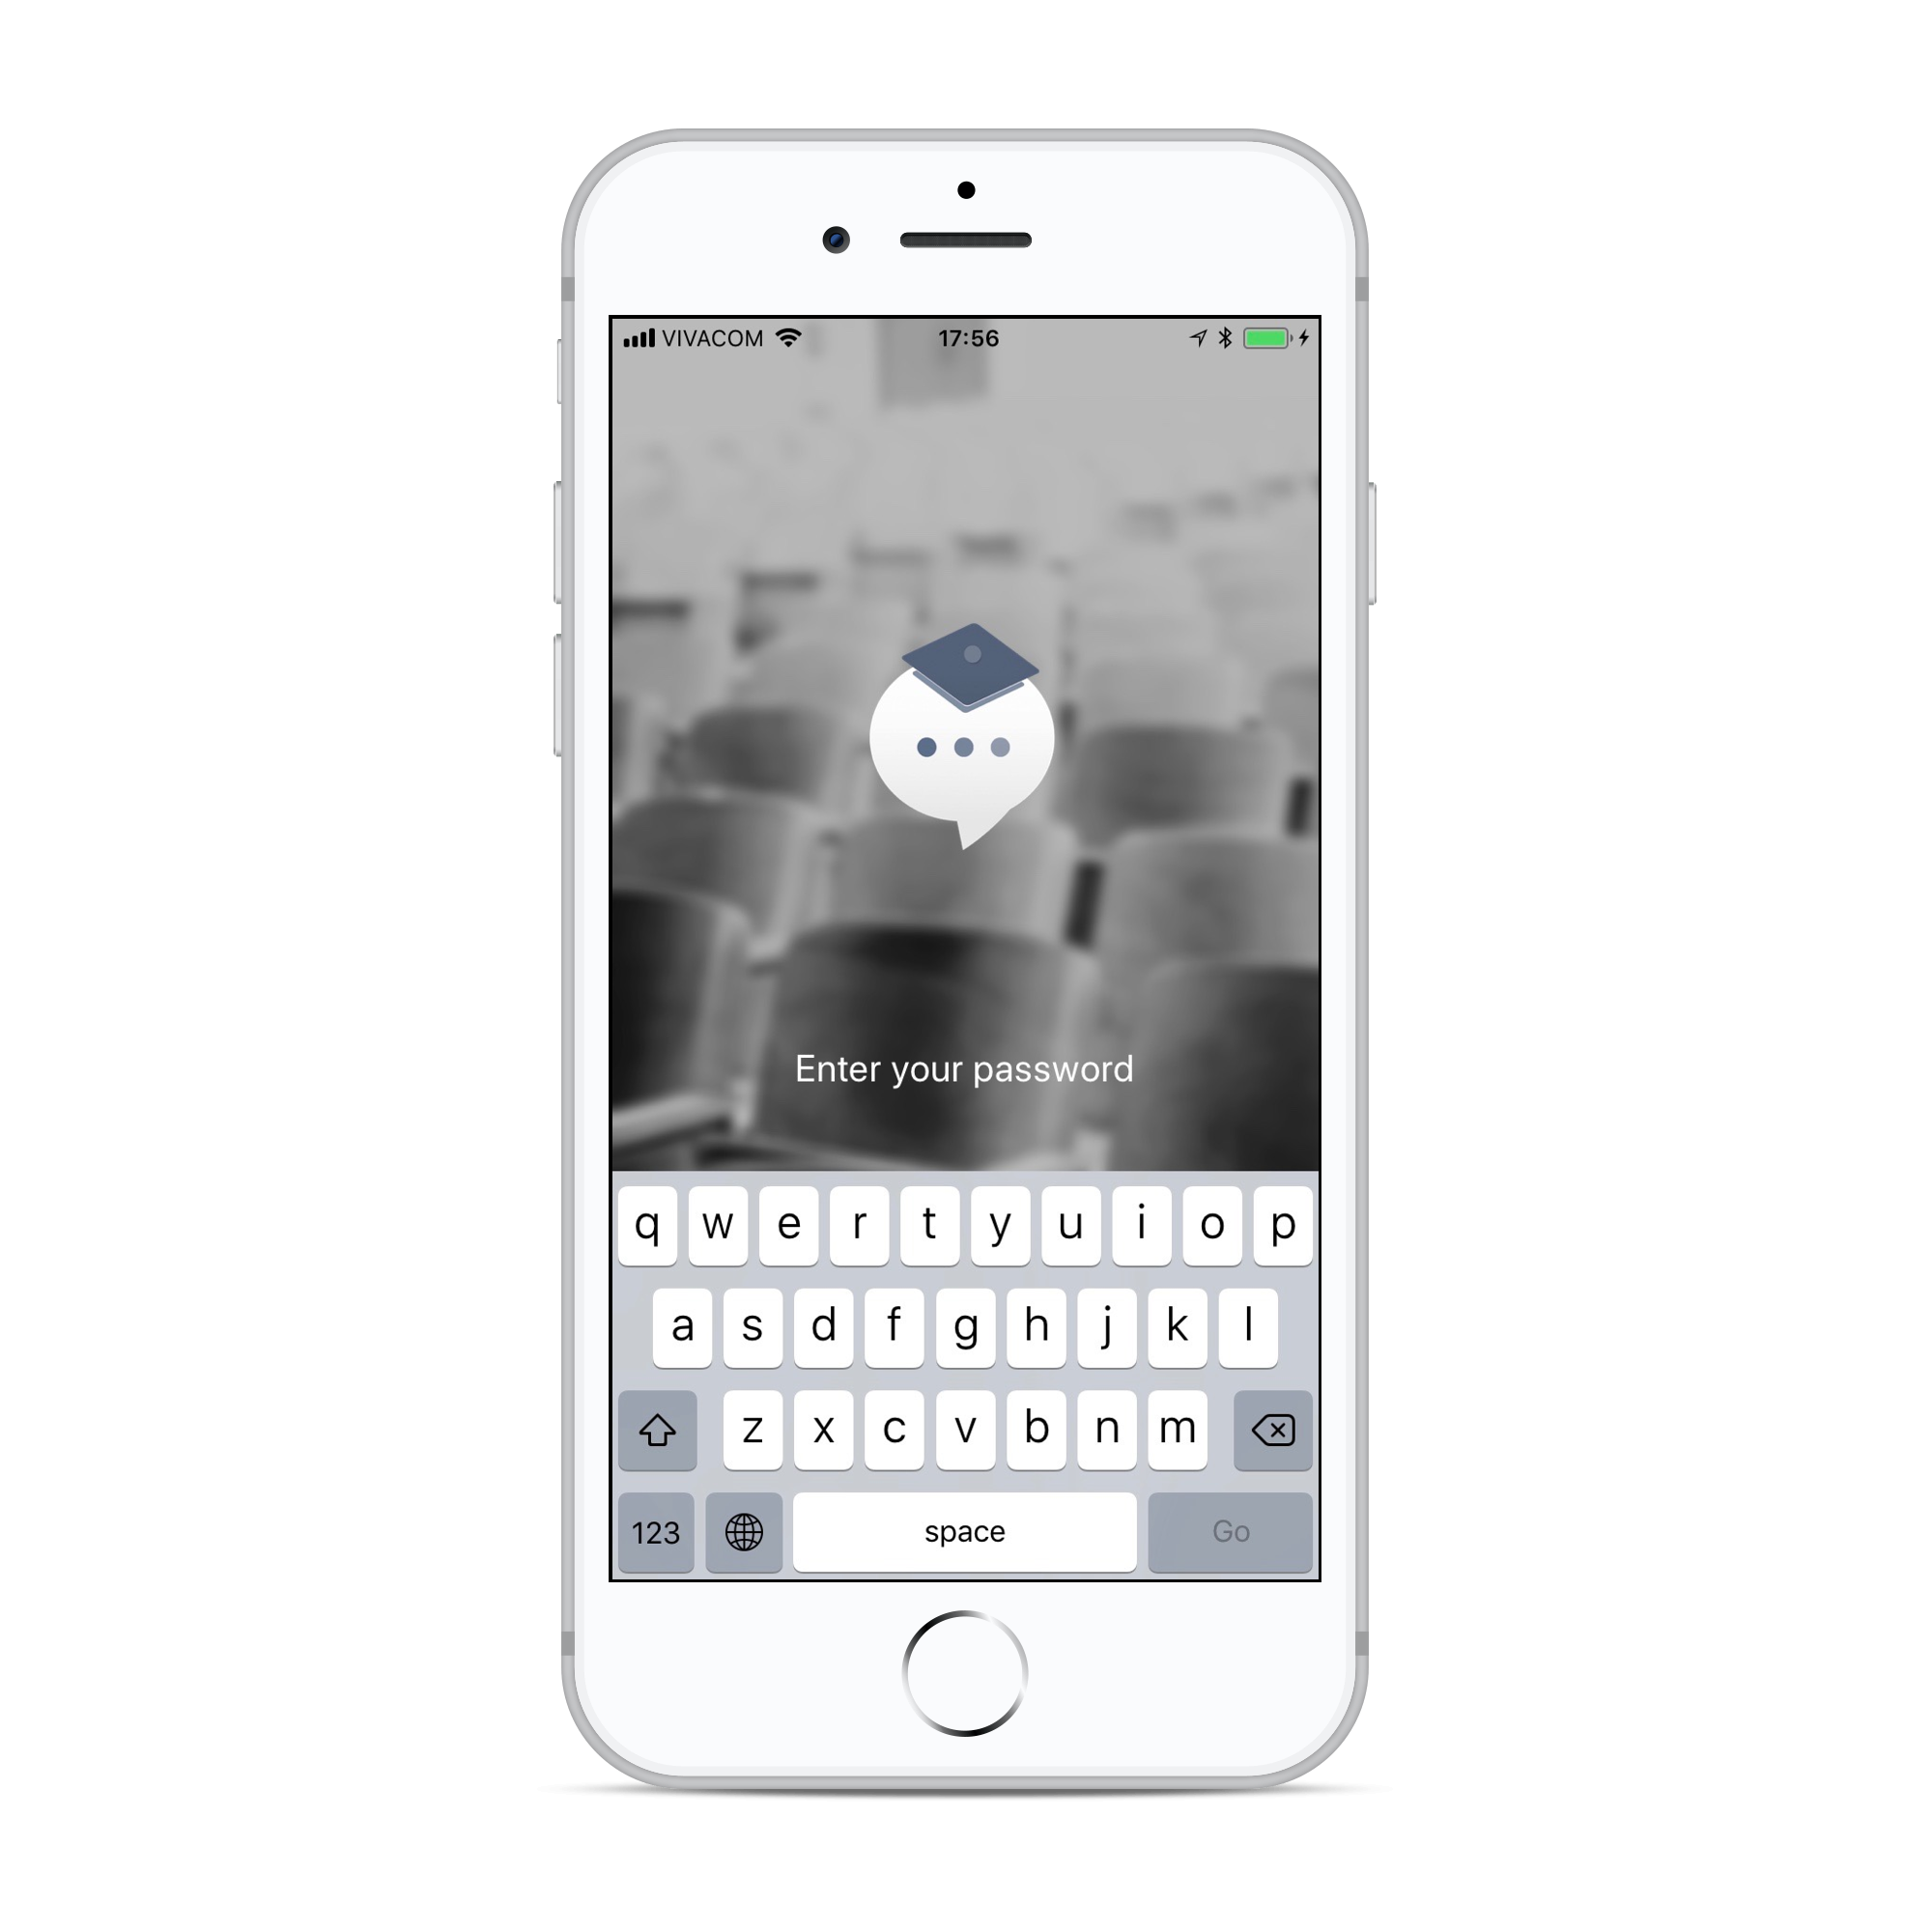 VIVACOM 17:56
Enter your password
q w e r t y u i o p
a s d f g h j k l
z x c v b n m
123 space Go